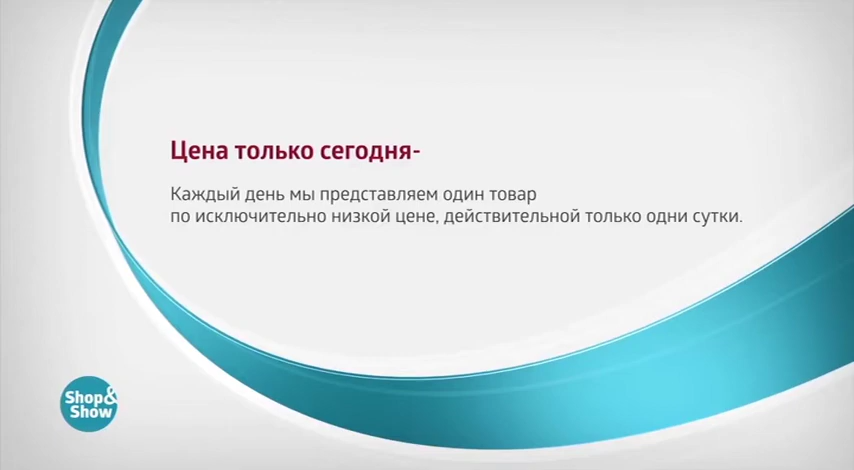 Цена только сегодня-
Каждый день мы представляем один товар
по исключительно низкой цене, действительной только одни сутки.
Shop&
Show